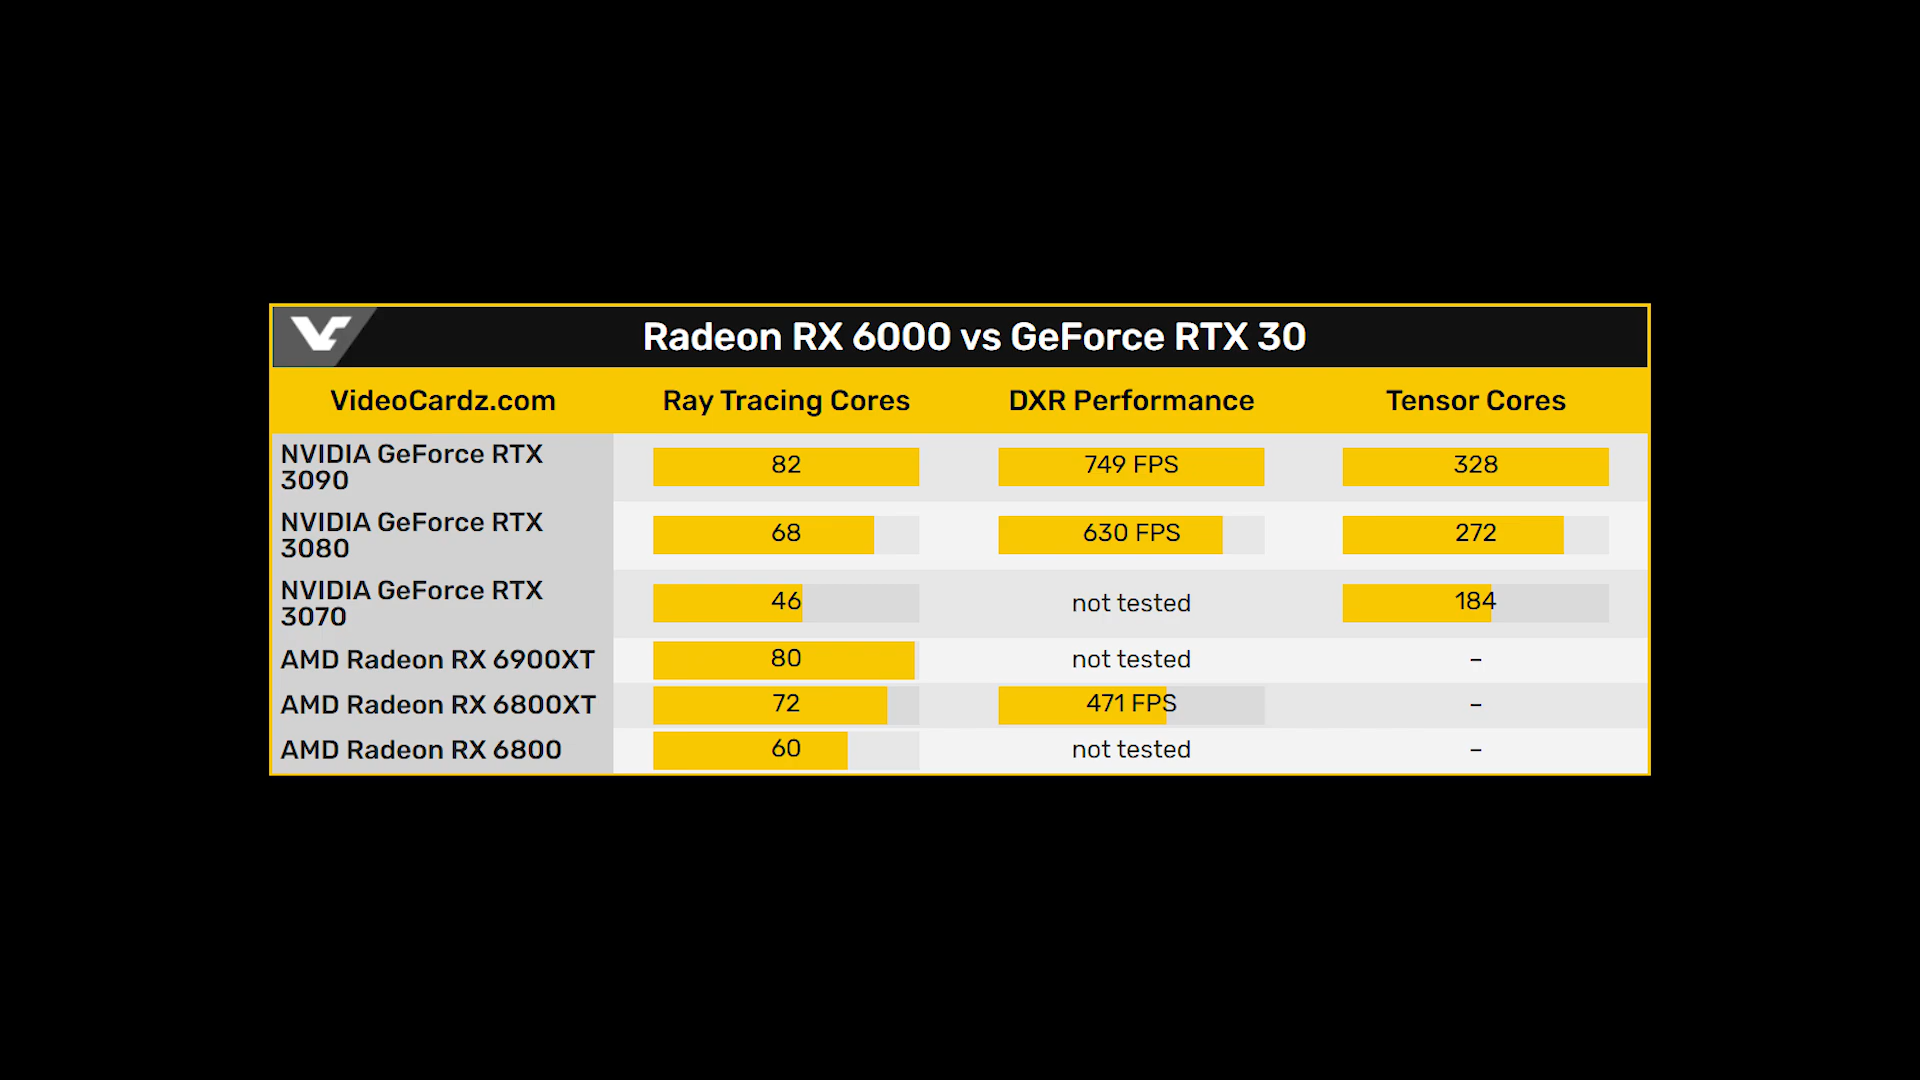 Radeon RX 6000 vs GeForce RTX 30
VideoCardz.com Ray Tracing Cores DXR Performance Tensor Cores
NVIDIA GeForce RTX
3090
82 749 FPS 328
NVIDIA GeForce RTX
3080
68 630 FPS 272
NVIDIA GeForce RTX
3070
46 not tested 184
AMD Radeon RX 6900XT 80 not tested –
AMD Radeon RX 6800XT 72 471 FPS –
AMD Radeon RX 6800 60 not tested –